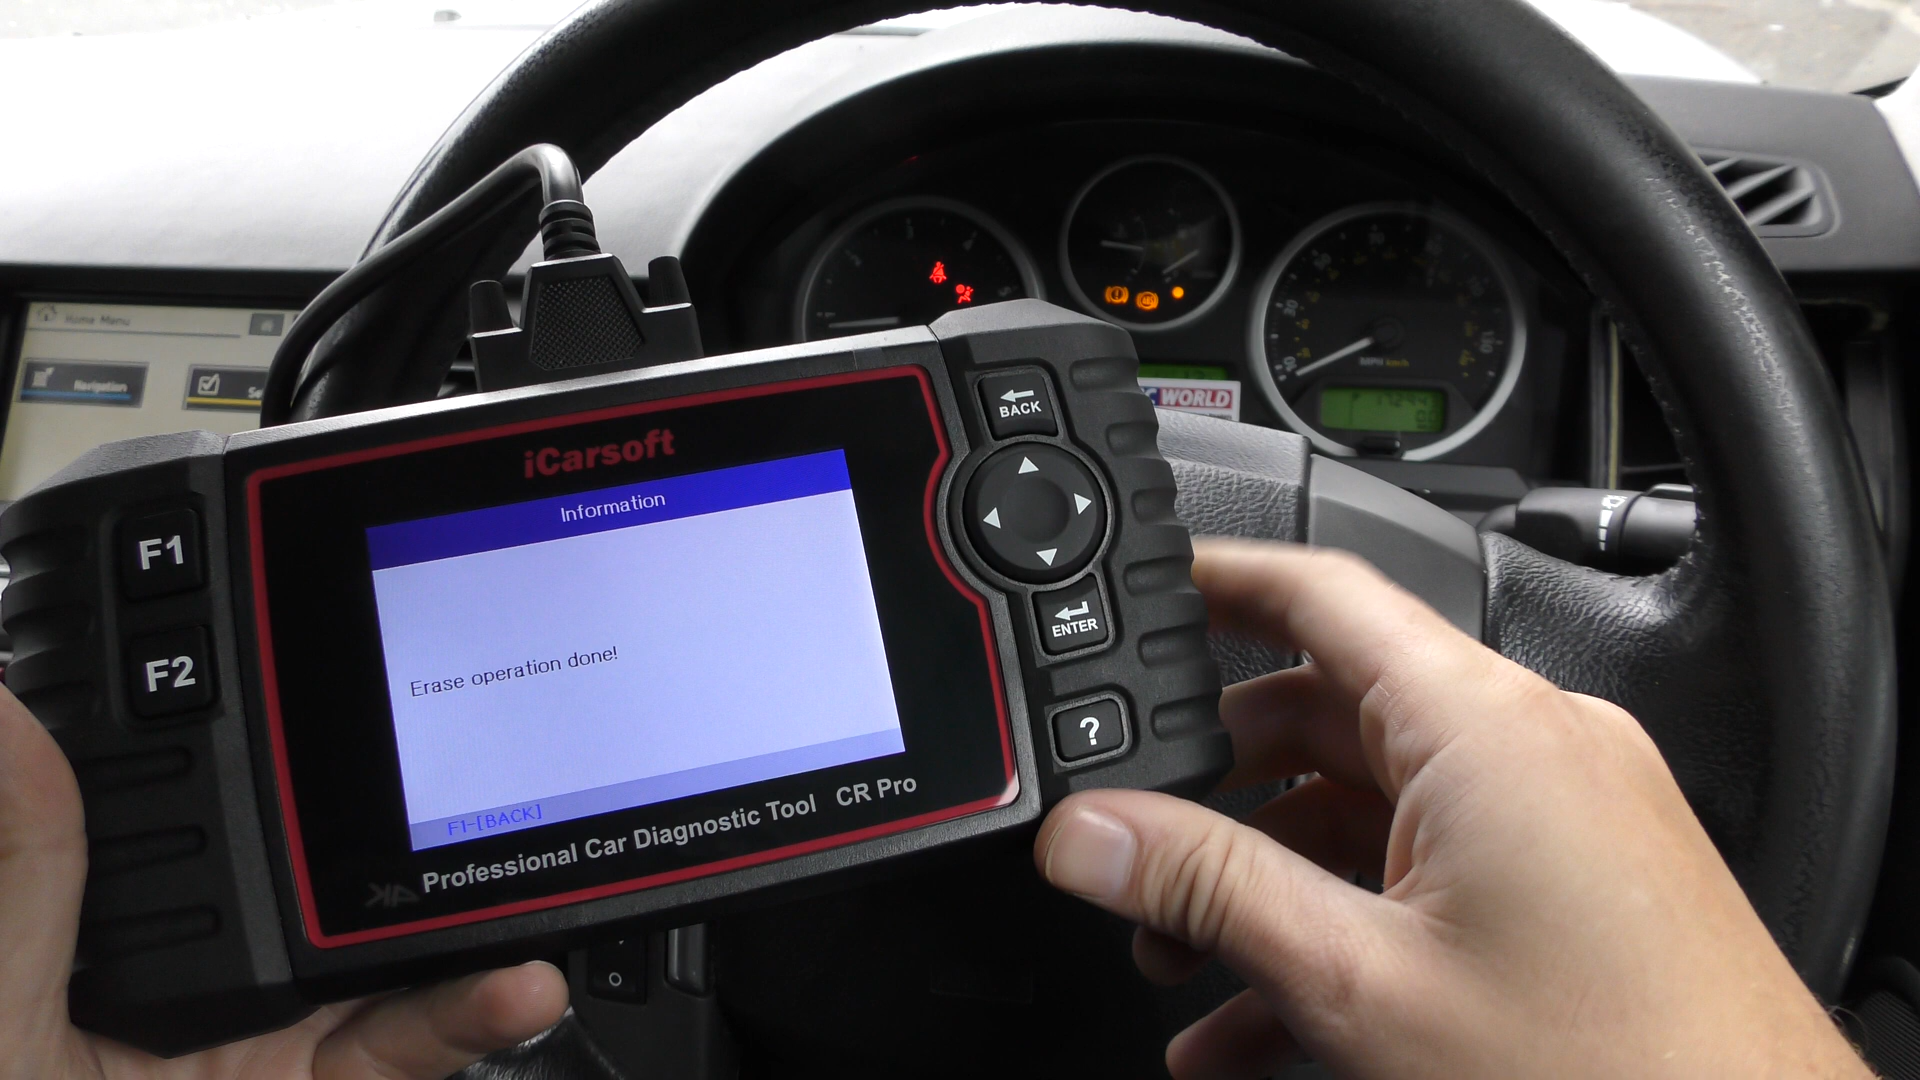 Home Menu
Navigation
iCarsoft
Information
Erase operation done!
F1-[BACK]
Professional Car Diagnostic Tool CR Pro
F1
F2
BACK
ENTER
?
WORLD
MPH km/h